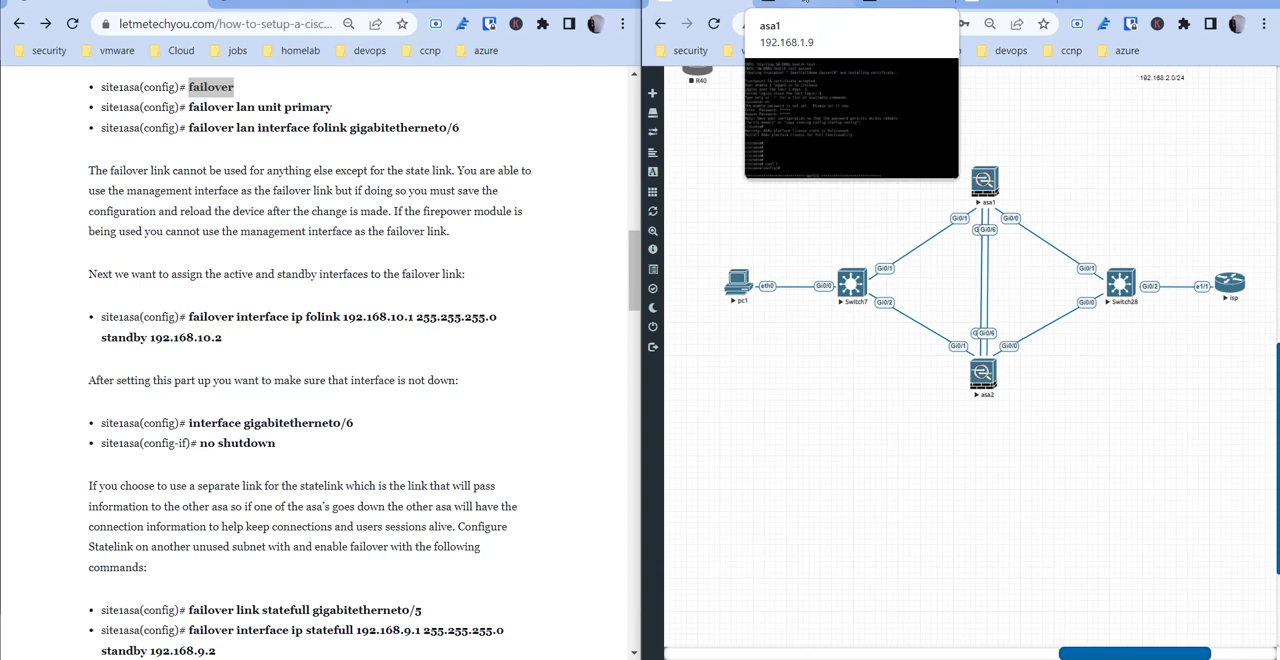 letmetechyou.com/how-to-setup-a-cisc...
security
vmware
Cloud
jobs
homelab
devops
ccnp
azure
site1asa(config)# failover
site1asa(config)# failover lan unit primary
site1asa(config)# failover lan interface folink gigabitethernet0/6
The failover link cannot be used for anything else except for the state link. You are able to
use the management interface as the failover link but if doing so you must save the
configuration and reload the device after the change is made. If the firepower module is
being used you cannot use the mangement interface as the failover link.
Next we want to assign the active and standby interfaces to the failover link:
site1asa(config)# failover interface ip folink 192.168.10.1 255.255.255.0
standby 192.168.10.2
After setting this part up you want to make sure that interface is not down:
site1asa(config)# interface gigabitethernet0/6
site1asa(config-if)# no shutdown
If you choose to use a separate link for the statelink which is the link that will pass
information to the other asa so if one of the asa's goes down the other asa will have the
connection information to help keep connections and users sessions alive. Configure
Statelink on another unused subnet with and enable failover with the following
commands:
site1asa(config)# failover link statefull gigabitethernet0/5
site1asa(config)# failover interface ip statefull 192.168.9.1 255.255.255.0
standby 192.168.9.2
asa1
192.168.1.9
security
devops
ccnp
azure
R40
192.168.2.0/24
asa1
Gi0/1
Gi0/0
Gi0/6
Gi0/1
Gi0/1
pc1
eth0
Gi0/0
Switch7
Gi0/2
Switch28
Gi0/2
e1/1
isp
Gi0/0
Gi0/6
Gi0/1
Gi0/0
asa2